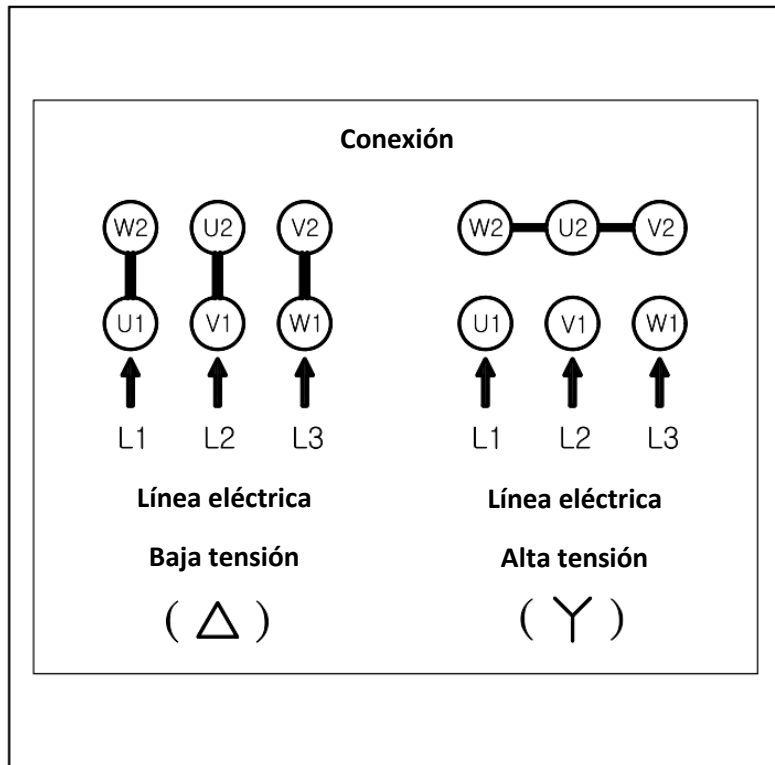 Conexión
W2 U2 V2
U1 V1 W1
L1 L2 L3
Línea eléctrica
Baja tensión
( △ )
W2 U2 V2
U1 V1 W1
L1 L2 L3
Línea eléctrica
Alta tensión
( Y )